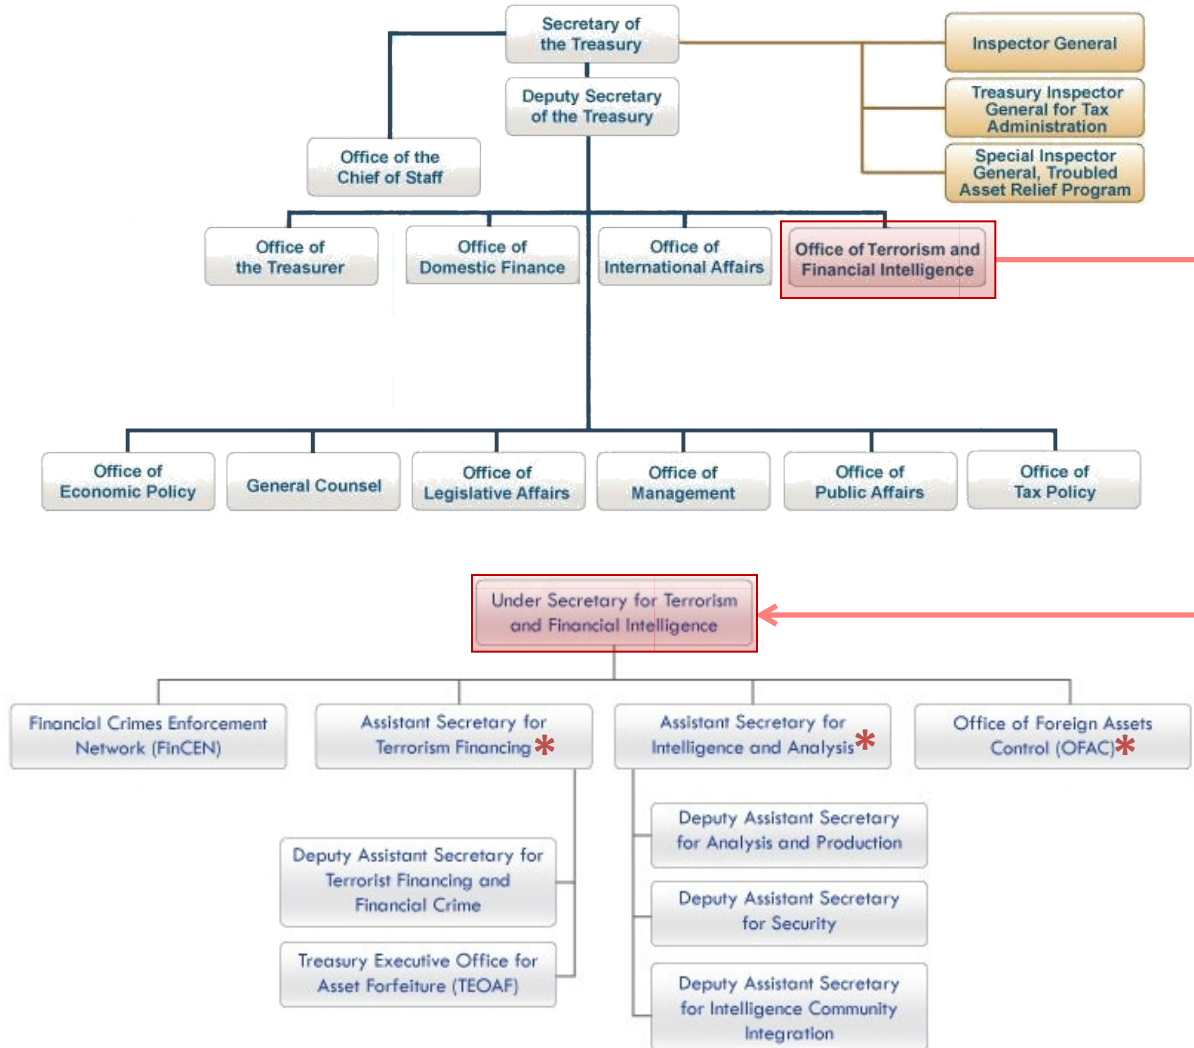 Secretary of
the Treasury
Inspector General
Deputy Secretary
of the Treasury
Treasury Inspector
General for Tax
Administration
Office of the
Chief of Staff
Special Inspector
General, Troubled
Asset Relief Program
Office of
the Treasurer
Office of
Domestic Finance
Office of
International Affairs
Office of Terrorism and
Financial Intelligence
Office of
Economic Policy
General Counsel
Office of
Legislative Affairs
Office of
Management
Office of
Public Affairs
Office of
Tax Policy
Under Secretary for Terrorism
and Financial Intelligence
Financial Crimes Enforcement
Network (FinCEN)
Assistant Secretary for
Terrorism Financing *
Assistant Secretary for
Intelligence and Analysis *
Office of Foreign Assets
Control (OFAC) *
Deputy Assistant Secretary for
Terrorist Financing and
Financial Crime
Treasury Executive Office for
Asset Forfeiture (TEOAF)
Deputy Assistant Secretary
for Analysis and Production
Deputy Assistant Secretary
for Security
Deputy Assistant Secretary
for Intelligence Community
Integration